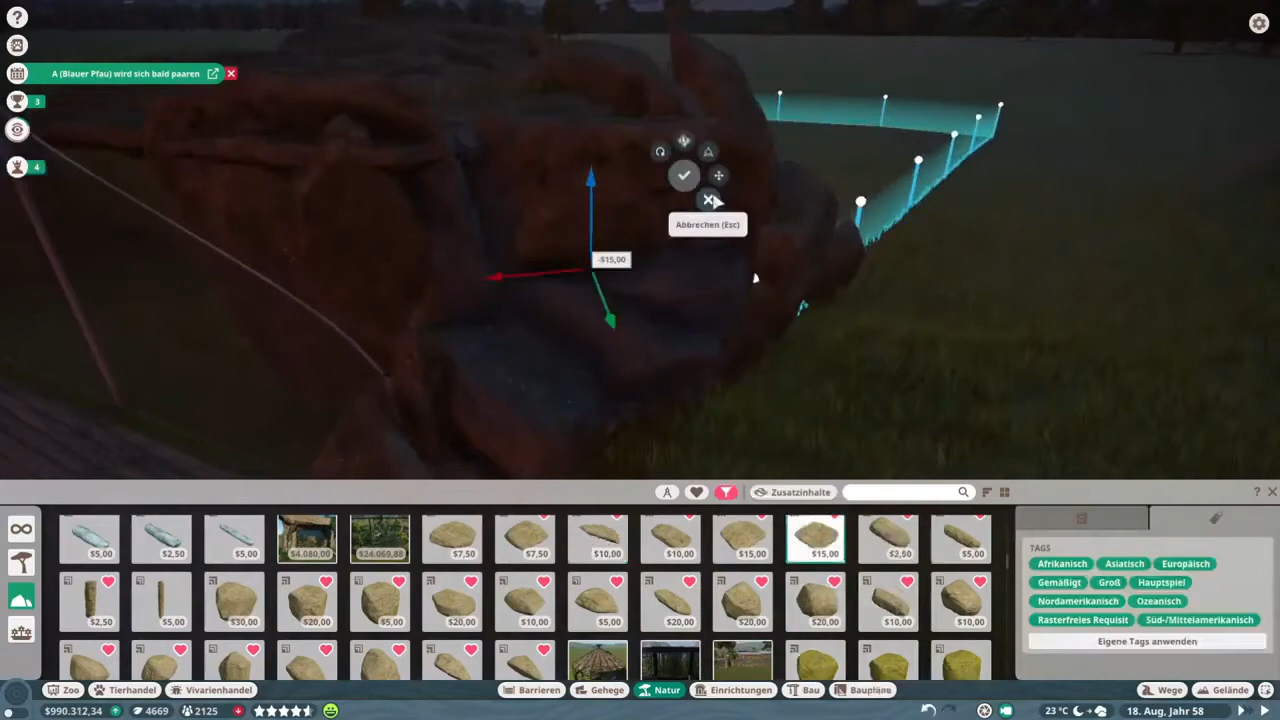 ?
A (Blauer Pfau) wird sich bald paaren
3
4
Abbrechen (Esc)
-$15,00
Zusatzinhalte
?
$5,00 $2,50 $5,00 $4.080,00 $24.069,88 $7,50 $7,50 $10,00 $10,00 $15,00 $15,00 $2,50 $5,00
$2,50 $5,00 $30,00 $20,00 $5,00 $20,00 $10,00 $5,00 $20,00 $20,00 $20,00 $10,00 $10,00
TAGS
Afrikanisch Asiatisch Europäisch
Gemäßigt Groß Hauptspiel
Nordamerikanisch Ozeanisch
Rasterfreies Requisit Süd-/Mittelamerikanisch
Eigene Tags anwenden
Zoo Tierhandel Vivarienhandel Barrieren Gehege Natur Einrichtungen Bau Baupläne Wege Gelände
$990.312,34 4669 2125 23 °C 18. Aug, Jahr 58